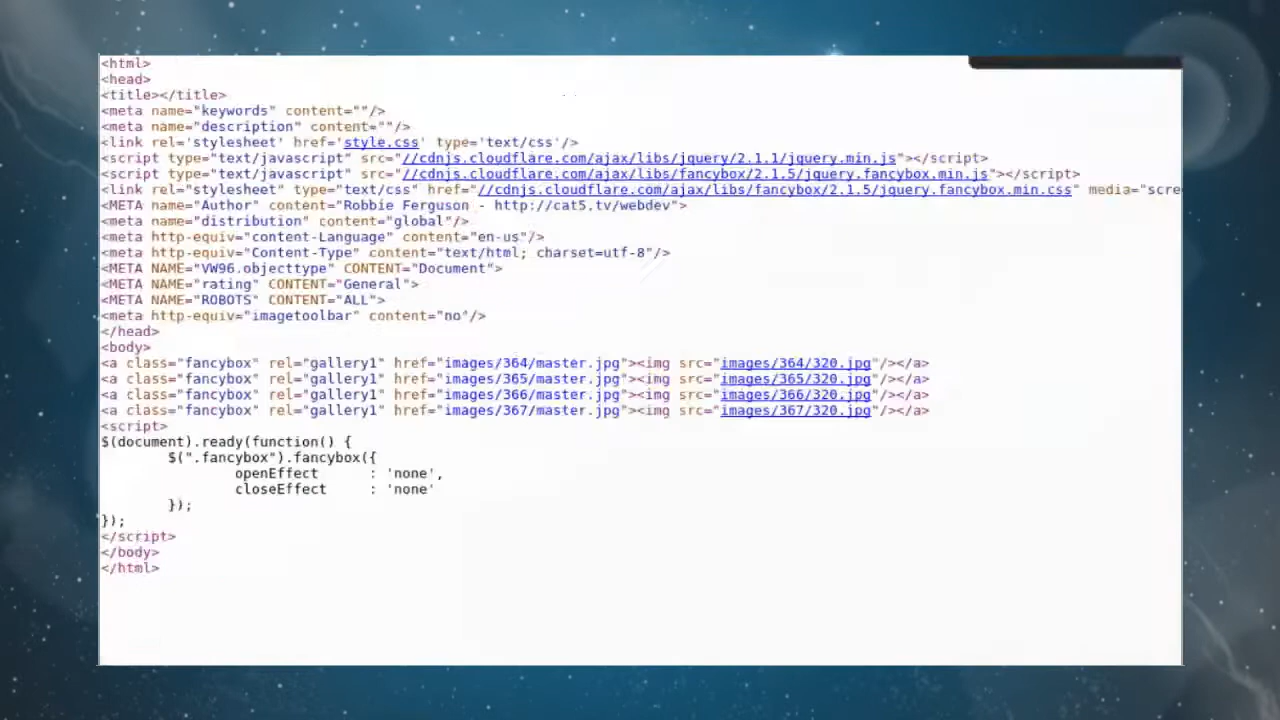 <html>
<head>
<title></title>
<meta name="keywords" content=""/>
<meta name="description" content=""/>
<link rel='stylesheet' href='style.css' type='text/css'/>
<script type="text/javascript" src="//cdnjs.cloudflare.com/ajax/libs/jquery/2.1.1/jquery.min.js"></script>
<script type="text/javascript" src="//cdnjs.cloudflare.com/ajax/libs/fancybox/2.1.5/jquery.fancybox.min.js"></script>
<link rel="stylesheet" type="text/css" href="//cdnjs.cloudflare.com/ajax/libs/fancybox/2.1.5/jquery.fancybox.min.css" media="scre
<META name="Author" content="Robbie Ferguson - http://cat5.tv/webdev">
<meta name="distribution" content="global"/>
<meta http-equiv="content-Language" content="en-us"/>
<meta http-equiv="Content-Type" content="text/html; charset=utf-8"/>
<META NAME="VW96.objecttype" CONTENT="Document">
<META NAME="rating" CONTENT="General">
<META NAME="ROBOTS" CONTENT="ALL">
<meta http-equiv="imagetoolbar" content="no"/>
</head>
<body>
<a class="fancybox" rel="gallery1" href="images/364/master.jpg"><img src="images/364/320.jpg"/></a>
<a class="fancybox" rel="gallery1" href="images/365/master.jpg"><img src="images/365/320.jpg"/></a>
<a class="fancybox" rel="gallery1" href="images/366/master.jpg"><img src="images/366/320.jpg"/></a>
<a class="fancybox" rel="gallery1" href="images/367/master.jpg"><img src="images/367/320.jpg"/></a>
<script>
$(document).ready(function() {
        $(".fancybox").fancybox({
                openEffect      : 'none',
                closeEffect     : 'none'
        });
});
</script>
</body>
</html>